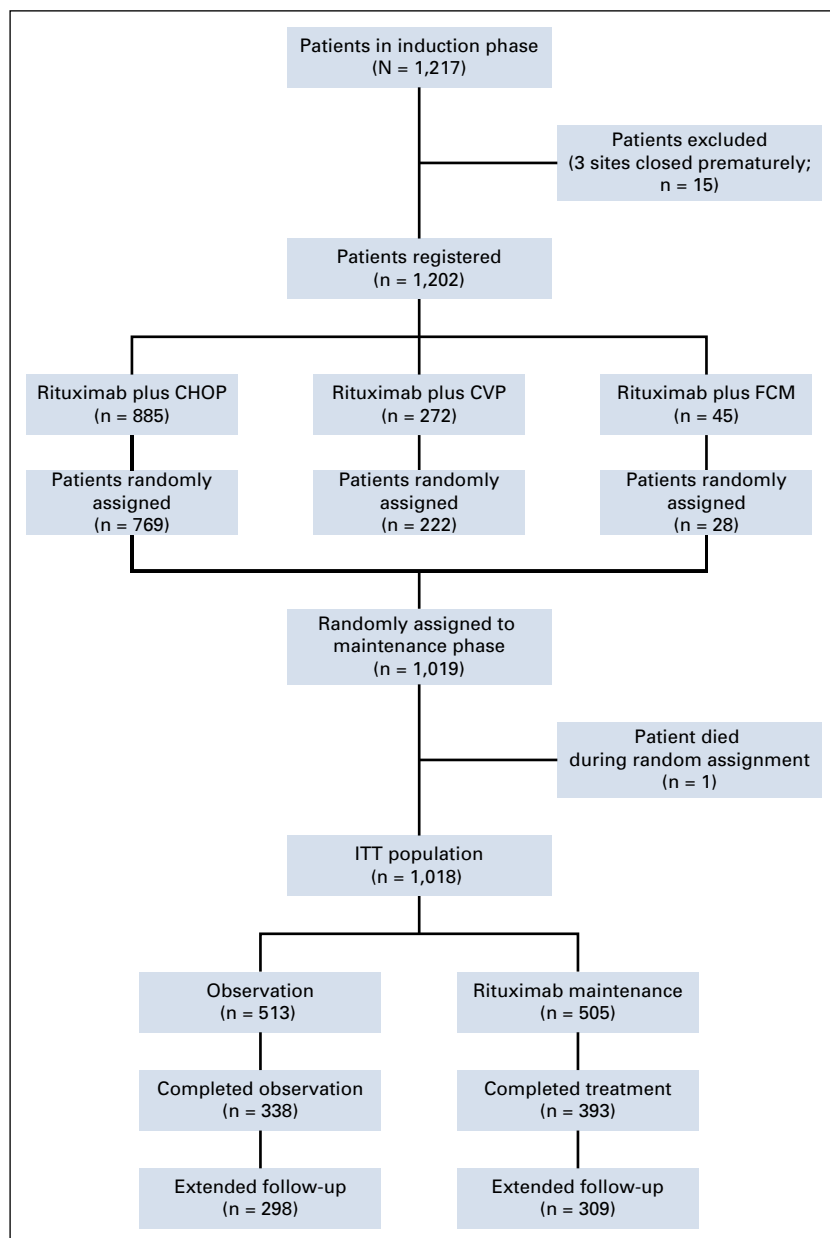 Patients in induction phase
(N = 1,217)
Patients excluded
(3 sites closed prematurely;
n = 15)
Patients registered
(n = 1,202)
Rituximab plus CHOP
(n = 885)
Rituximab plus CVP
(n = 272)
Rituximab plus FCM
(n = 45)
Patients randomly
assigned
(n = 769)
Patients randomly
assigned
(n = 222)
Patients randomly
assigned
(n = 28)
Randomly assigned to
maintenance phase
(n = 1,019)
Patient died
during random assignment
(n = 1)
ITT population
(n = 1,018)
Observation
(n = 513)
Rituximab maintenance
(n = 505)
Completed observation
(n = 338)
Completed treatment
(n = 393)
Extended follow-up
(n = 298)
Extended follow-up
(n = 309)